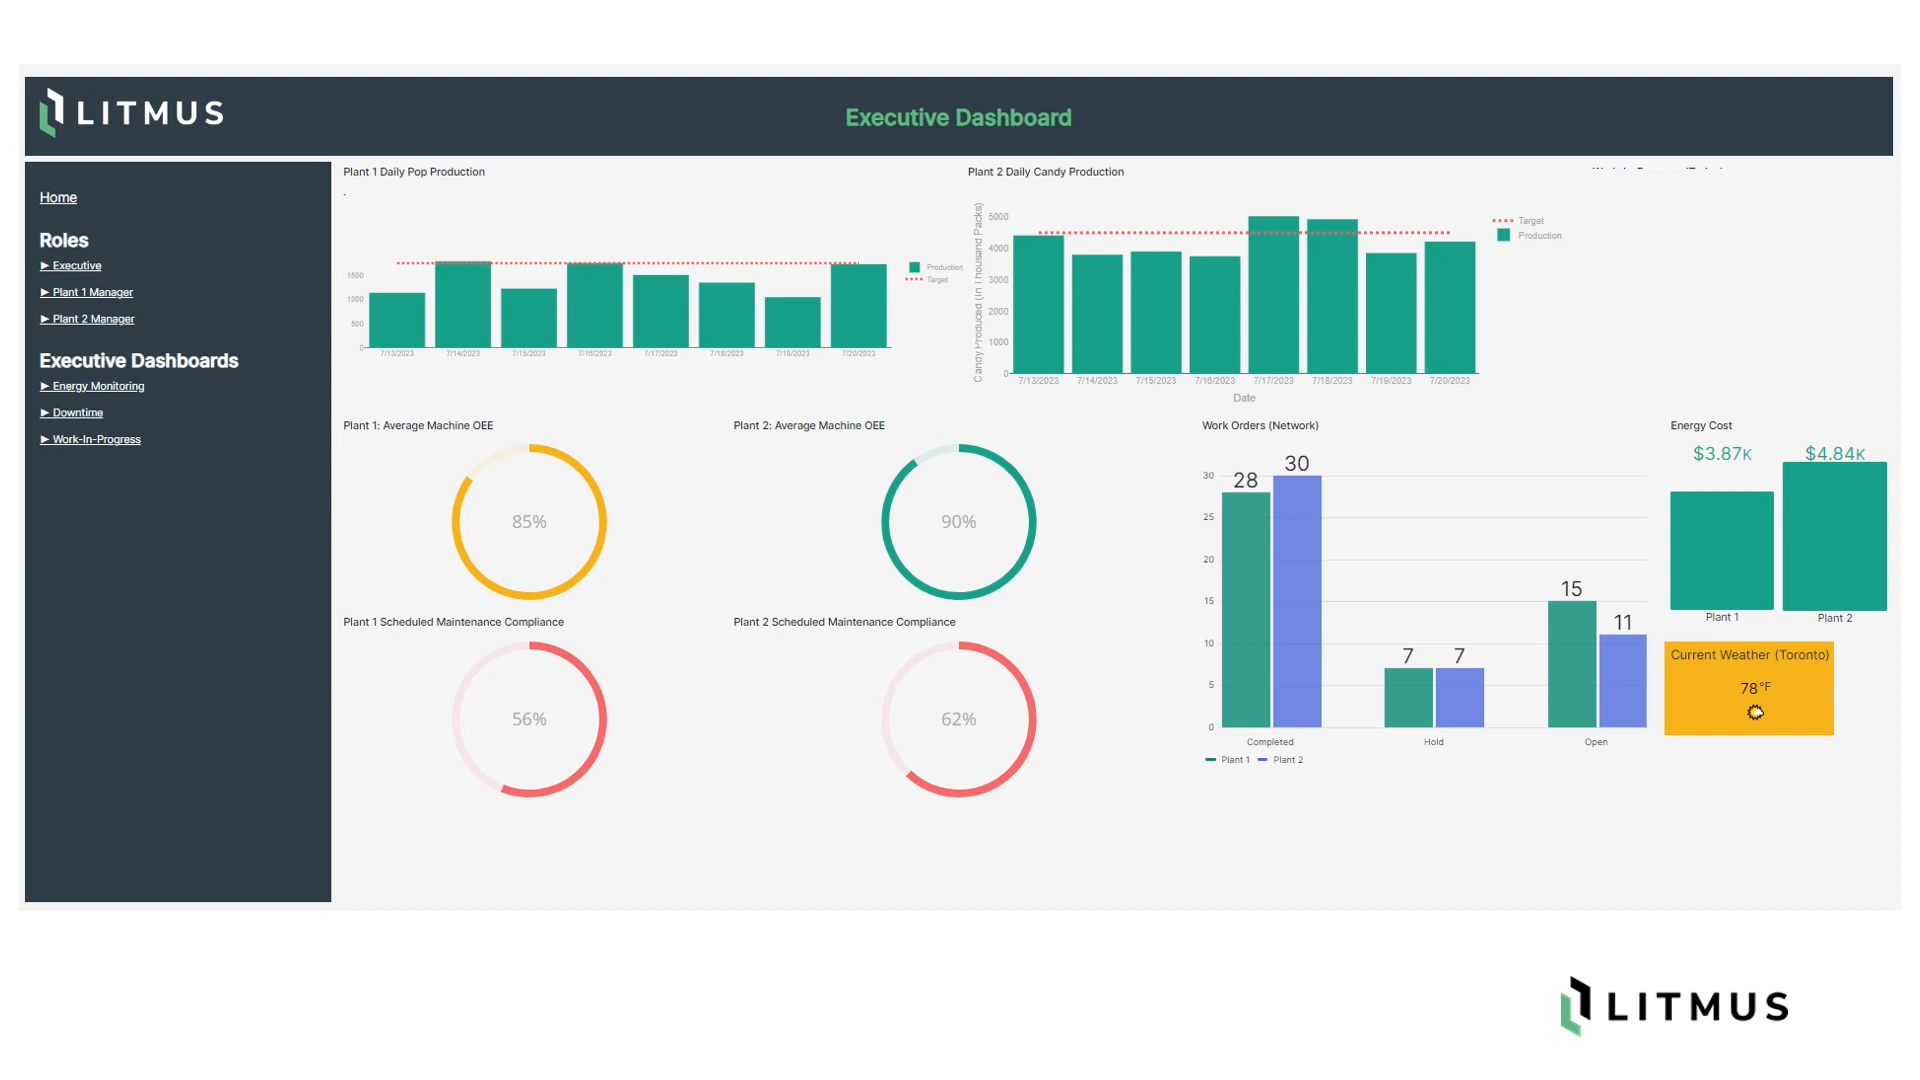 LITMUS
Executive Dashboard
Home
Roles
► Executive
► Plant 1 Manager
► Plant 2 Manager
Executive Dashboards
► Energy Monitoring
► Downtime
► Work-In-Progress
Plant 1 Daily Pop Production
1500
1000
500
0
7/13/2023 7/14/2023 7/15/2023 7/16/2023 7/17/2023 7/18/2023 7/19/2023 7/20/2023
Production
Target
Plant 2 Daily Candy Production
Candy Produced (In Thousand Packs)
5000
4000
3000
2000
1000
0
7/13/2023 7/14/2023 7/15/2023 7/16/2023 7/17/2023 7/18/2023 7/19/2023 7/20/2023
Date
Target
Production
Plant 1: Average Machine OEE
85%
Plant 2: Average Machine OEE
90%
Plant 1 Scheduled Maintenance Compliance
56%
Plant 2 Scheduled Maintenance Compliance
62%
Work Orders (Network)
30
25
20
15
10
5
0
28 30
7 7
15 11
Completed Hold Open
Plant 1 Plant 2
Energy Cost
$3.87K $4.84K
Plant 1 Plant 2
Current Weather (Toronto)
78°F
LITMUS